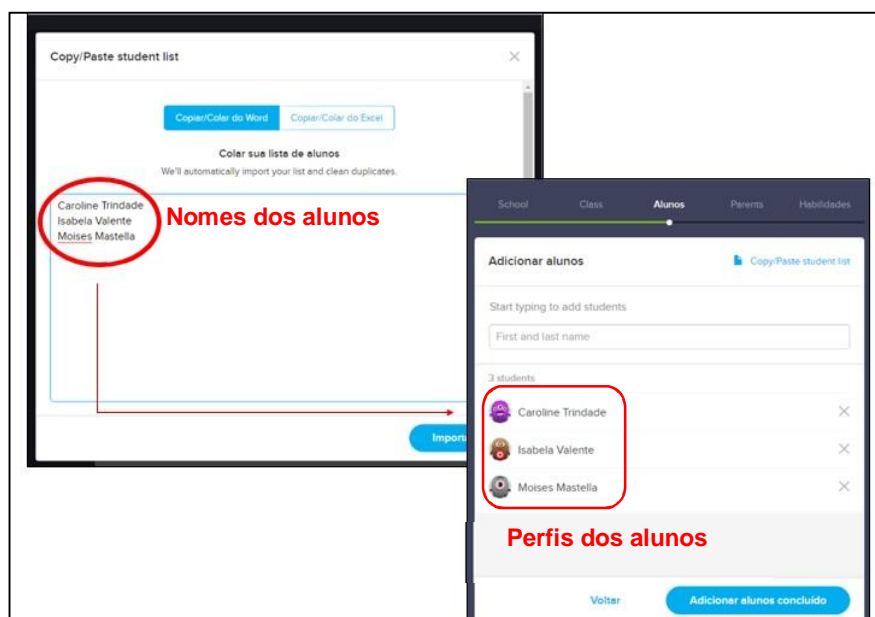 Copy/Paste student list
Copiar/Colar do Word
Copiar/Colar do Excel
Colar sua lista de alunos
We'll automatically import your list and clean duplicates.
Caroline Trindade
Isabela Valente
Moises Mastella
Nomes dos alunos
School
Class
Alunos
Parents
Habilidades
Adicionar alunos
Copy/Paste student list
Start typing to add students
First and last name
3 students
Caroline Trindade
Isabela Valente
Moises Mastella
Perfis dos alunos
Voltar
Adicionar alunos concluído